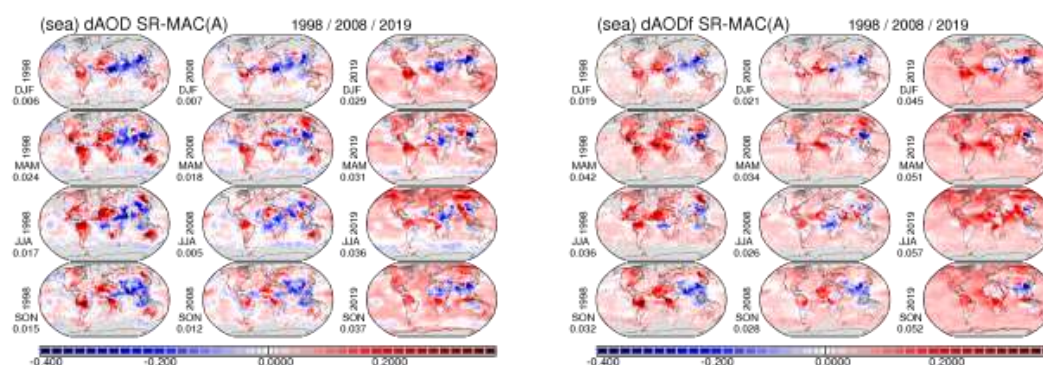 (sea) dAOD SR-MAC(A) 1998 / 2008 / 2019
DJF 1998 0.006
DJF 2008 0.007
DJF 2019 0.029
MAM 1998 0.024
MAM 2008 0.018
MAM 2019 0.031
JJA 1998 0.017
JJA 2008 0.005
JJA 2019 0.036
SON 1998 0.015
SON 2008 0.012
SON 2019 0.037
-0.400 -0.200 0.0000 0.2000
(sea) dAODf SR-MAC(A) 1998 / 2008 / 2019
DJF 1998 0.019
DJF 2008 0.021
DJF 2019 0.045
MAM 1998 0.042
MAM 2008 0.034
MAM 2019 0.051
JJA 1998 0.036
JJA 2008 0.026
JJA 2019 0.057
SON 1998 0.032
SON 2008 0.028
SON 2019 0.052
-0.400 -0.200 0.0000 0.2000